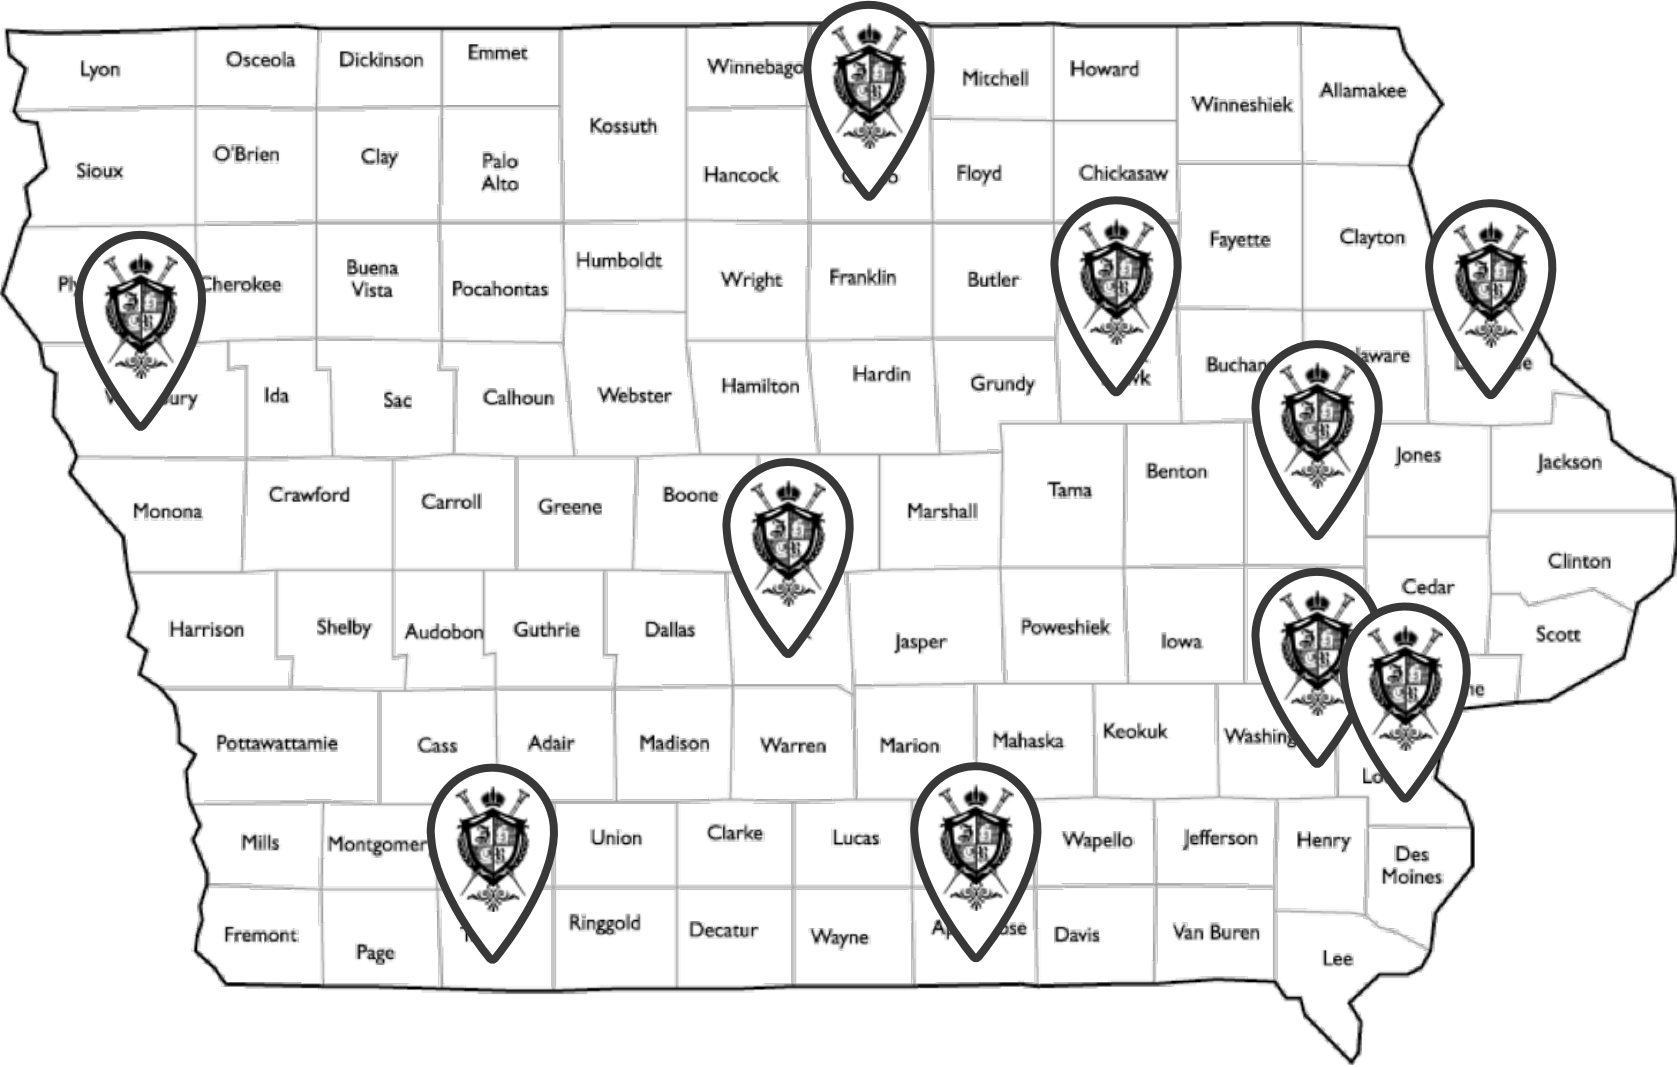 Lyon
Osceola
Dickinson
Emmet
Winnebago
Mitchell
Howard
Winneshiek
Allamakee
Kossuth
Sioux
O'Brien
Clay
Palo
Alto
Hancock
Floyd
Chickasaw
Fayette
Clayton
Cherokee
Buena
Vista
Pocahontas
Humboldt
Wright
Franklin
Butler
Ida
Sac
Calhoun
Webster
Hamilton
Hardin
Grundy
Monona
Crawford
Carroll
Greene
Boone
Marshall
Tama
Benton
Jones
Jackson
Clinton
Cedar
Scott
Harrison
Shelby
Audobon
Guthrie
Dallas
Jasper
Poweshiek
Iowa
Pottawattamie
Cass
Adair
Madison
Warren
Marion
Mahaska
Keokuk
Washing
Mills
Montgomer
Union
Clarke
Lucas
Wapello
Jefferson
Henry
Des
Moines
Fremont
Page
Ringgold
Decatur
Wayne
Davis
Van Buren
Lee